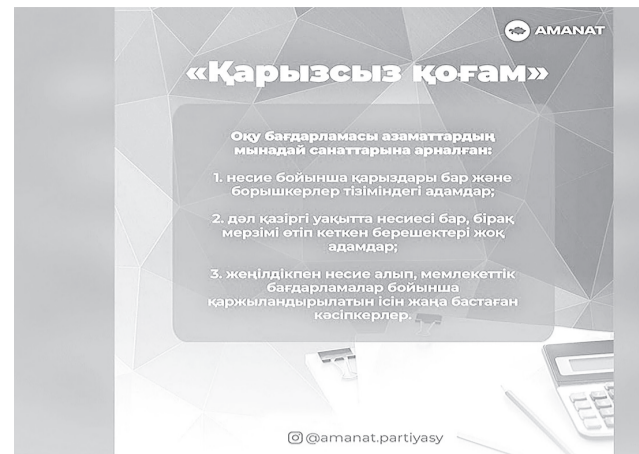 AMANAT
«Қарызсыз қоғам»
Оқу бағдарламасы азаматтардың
мынадай санаттарына арналған:
1. несие бойынша қарыздары бар және
борышкерлер тізіміндегі адамдар;
2. дәл қазіргі уақытта несиесі бар, бірақ
мерзімі өтіп кеткен берешектері жоқ
адамдар;
3. жеңілдікпен несие алып, мемлекеттік
бағдарламалар бойынша
қаржыландырылатын ісін жаңа бастаған
кәсіпкерлер.
@amanat.partiyasy